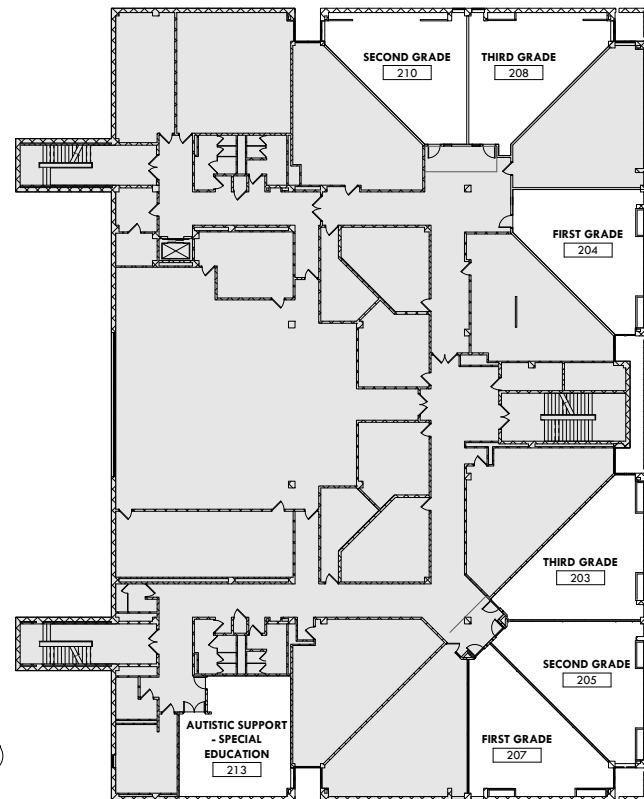 SECOND GRADE
210
THIRD GRADE
208
FIRST GRADE
204
THIRD GRADE
203
SECOND GRADE
205
AUTISTIC SUPPORT
- SPECIAL
EDUCATION
213
FIRST GRADE
207